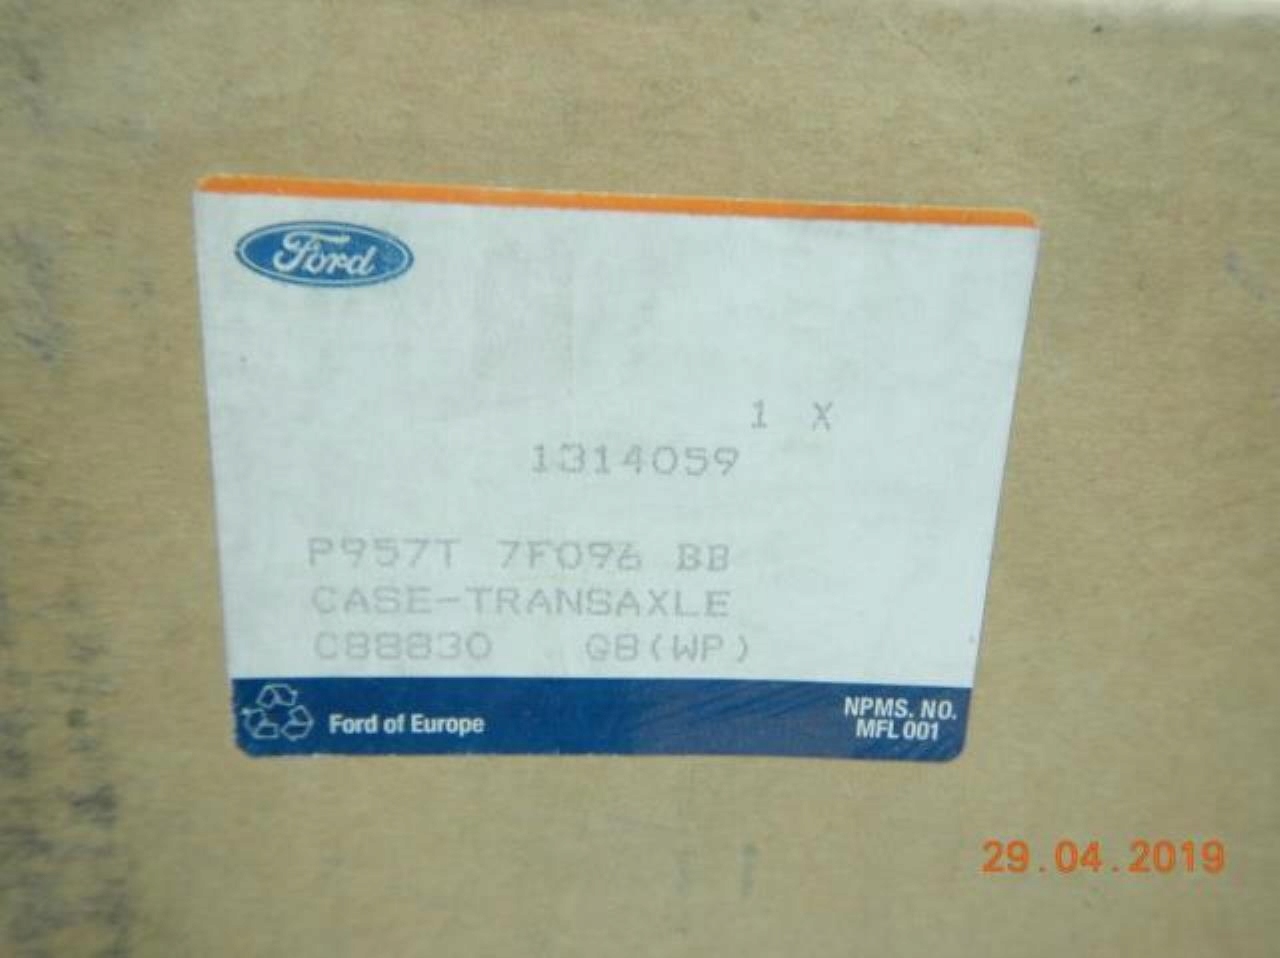 Ford
1 X
1314059
P957T 7F096 BB
CASE-TRANSAXLE
C88830 G8(WP)
Ford of Europe
NPMS. NO.
MFL 001
29.04.2019